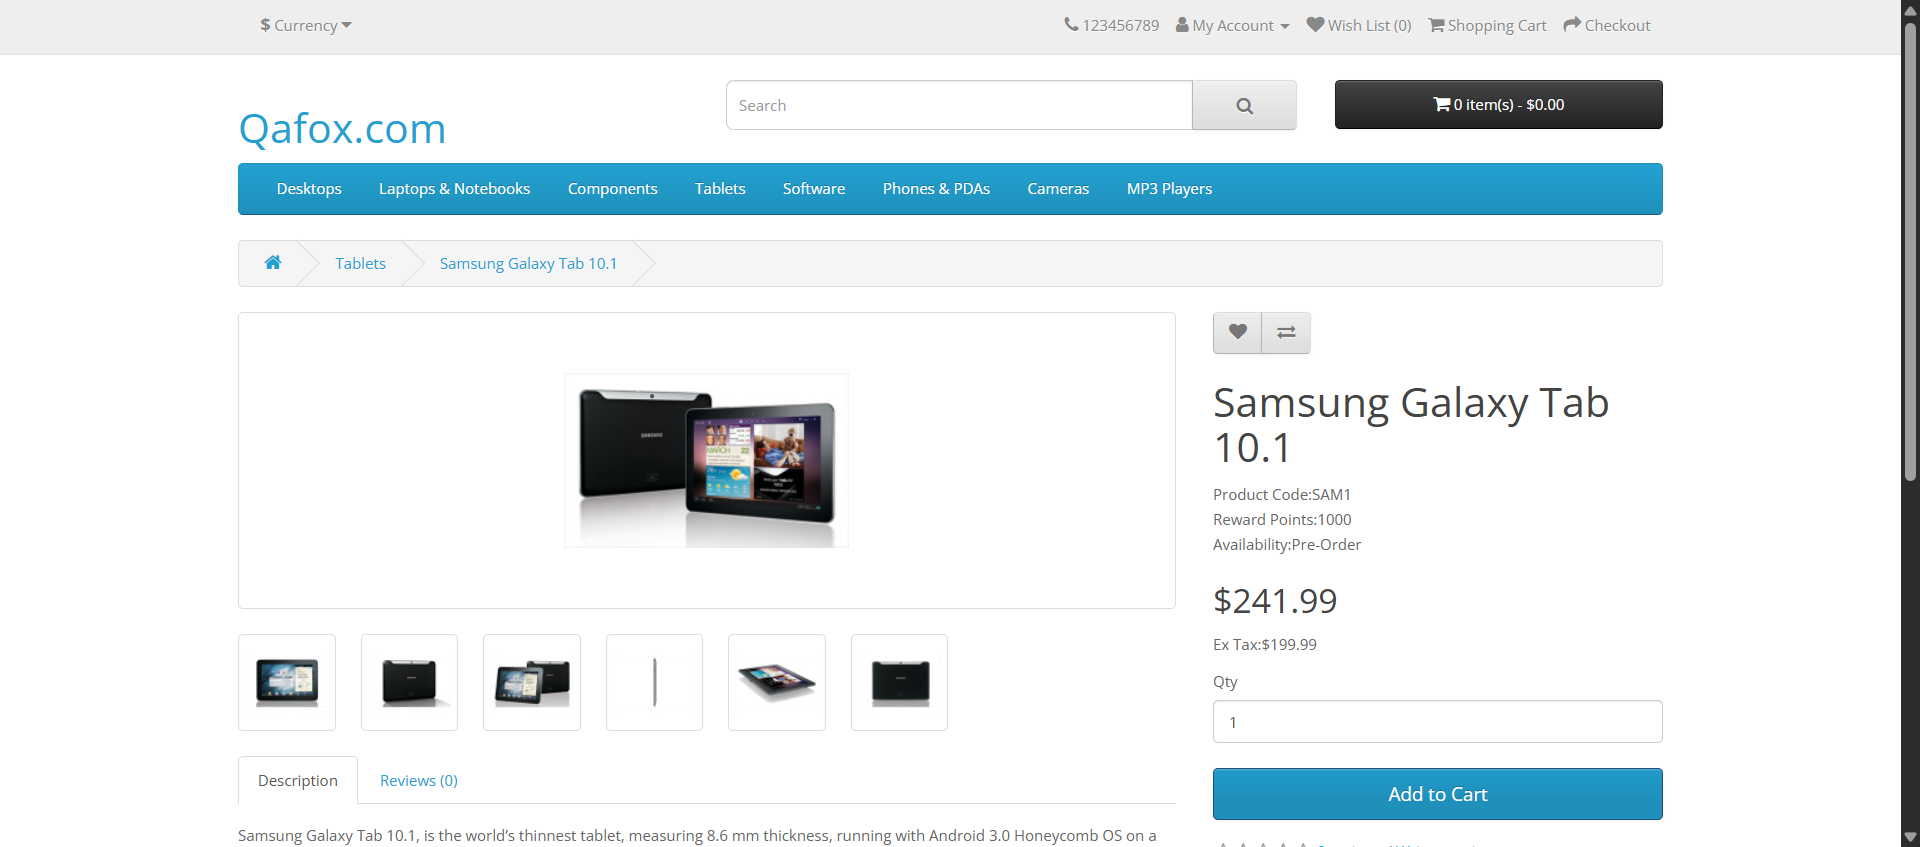 $ Currency
123456789 My Account Wish List (0) Shopping Cart Checkout
Qafox.com
Search
0 item(s) - $0.00
Desktops Laptops & Notebooks Components Tablets Software Phones & PDAs Cameras MP3 Players
Tablets Samsung Galaxy Tab 10.1
SAMSUNG
MARCH 22
Samsung Galaxy Tab
10.1
Product Code:SAM1
Reward Points:1000
Availability:Pre-Order
$241.99
Ex Tax:$199.99
Qty
1
Add to Cart
Description Reviews (0)
Samsung Galaxy Tab 10.1, is the world’s thinnest tablet, measuring 8.6 mm thickness, running with Android 3.0 Honeycomb OS on a